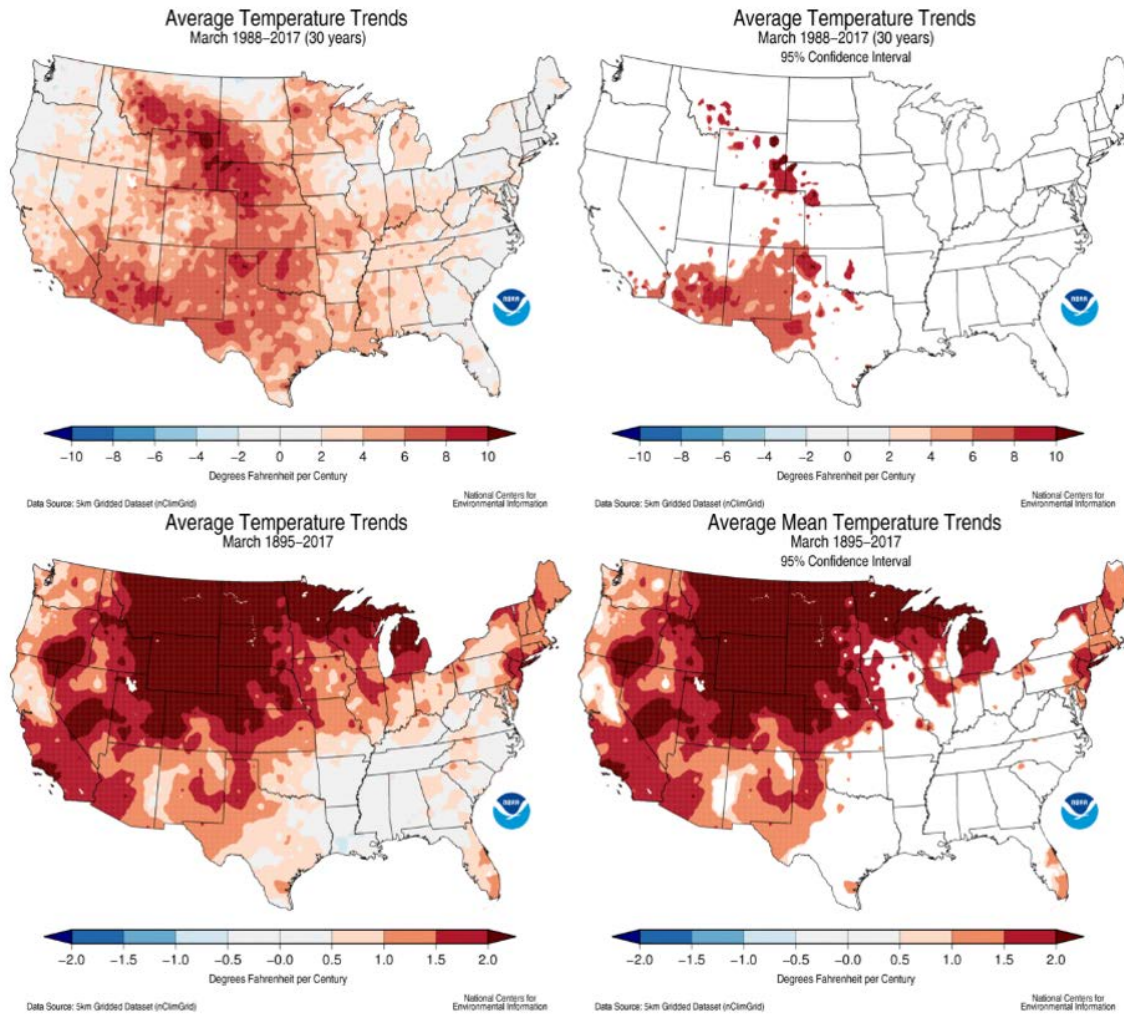 Average Temperature Trends
March 1988–2017 (30 years)
noaa
−10 −8 −6 −4 −2 0 2 4 6 8 10
Degrees Fahrenheit per Century
Data Source: 5km Gridded Dataset (nClimGrid)
National Centers for
Environmental Information
Average Temperature Trends
March 1988–2017 (30 years)
95% Confidence Interval
noaa
−10 −8 −6 −4 −2 0 2 4 6 8 10
Degrees Fahrenheit per Century
Data Source: 5km Gridded Dataset (nClimGrid)
National Centers for
Environmental Information
Average Temperature Trends
March 1895–2017
noaa
−2.0 −1.5 −1.0 −0.5 −0.0 0.5 1.0 1.5 2.0
Degrees Fahrenheit per Century
Data Source: 5km Gridded Dataset (nClimGrid)
National Centers for
Environmental Information
Average Mean Temperature Trends
March 1895–2017
95% Confidence Interval
noaa
−2.0 −1.5 −1.0 −0.5 −0.0 0.5 1.0 1.5 2.0
Degrees Fahrenheit per Century
Data Source: 5km Gridded Dataset (nClimGrid)
National Centers for
Environmental Information